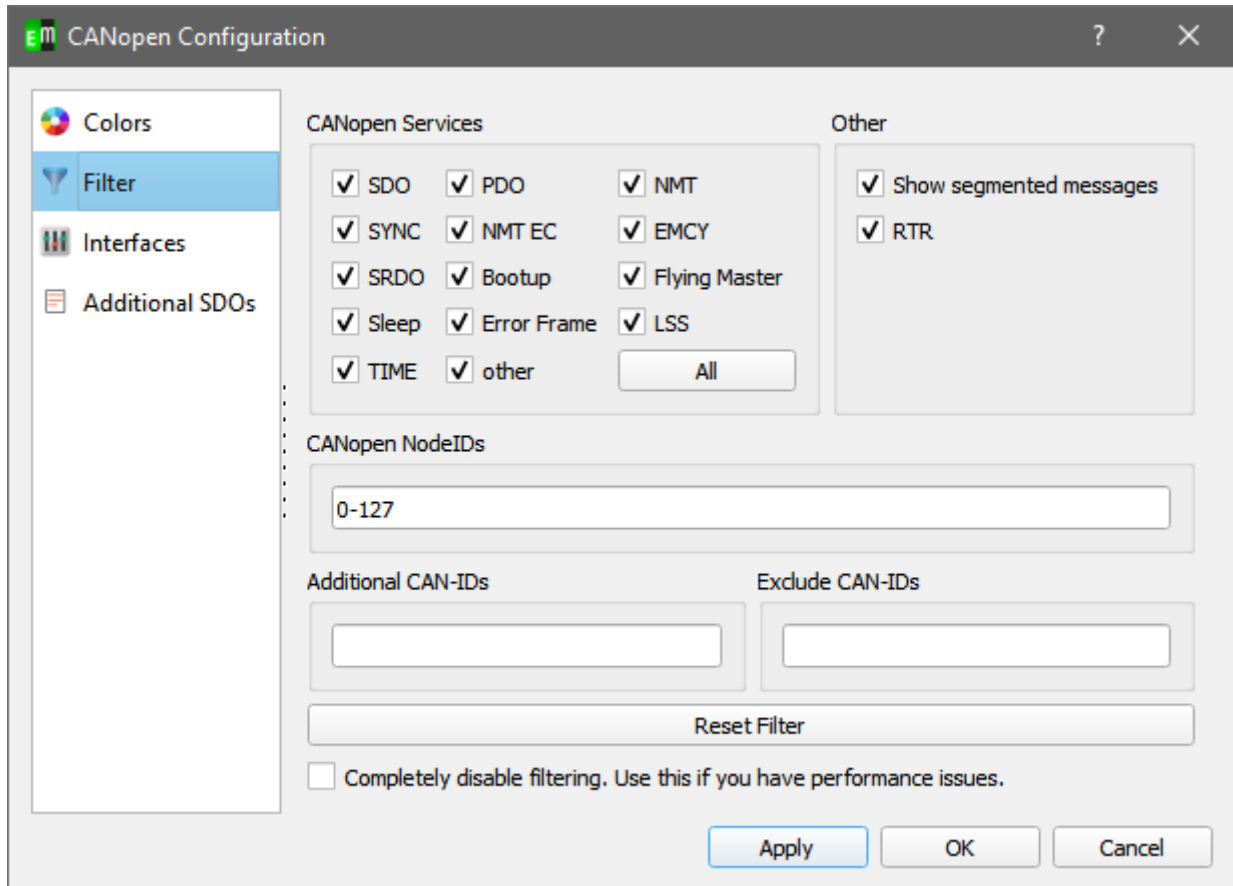 EM CANopen Configuration ?
Colors
Filter
Interfaces
Additional SDOs
CANopen Services
SDO PDO NMT
SYNC NMT EC EMCY
SRDO Bootup Flying Master
Sleep Error Frame LSS
TIME other All
Other
Show segmented messages
RTR
CANopen NodeIDs
0-127
Additional CAN-IDs Exclude CAN-IDs
Reset Filter
Completely disable filtering. Use this if you have performance issues.
Apply OK Cancel